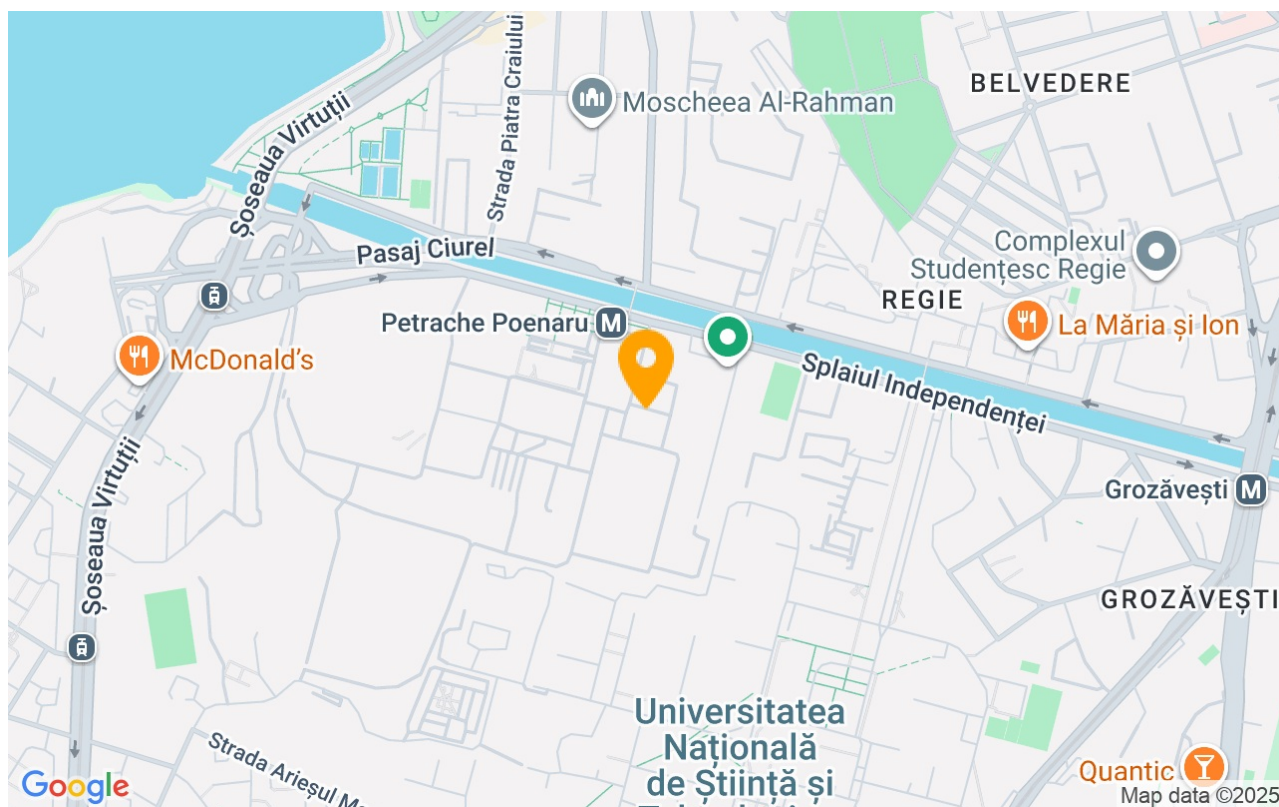 BELVEDERE
Moscheea Al-Rahman
Strada Piatra Craiului
Șoseaua Virtuții
Pasaj Ciurel
Complexul
Studențesc Regie
REGIE
Petrache Poenaru
M
La Măria și Ion
McDonald's
Splaiul Independenței
Grozăvești
M
Șoseaua Virtuții
GROZĂVEȘTI
Universitatea
Națională
de Știință și
Strada Arieșul M
Quantic
Google
Map data ©2025